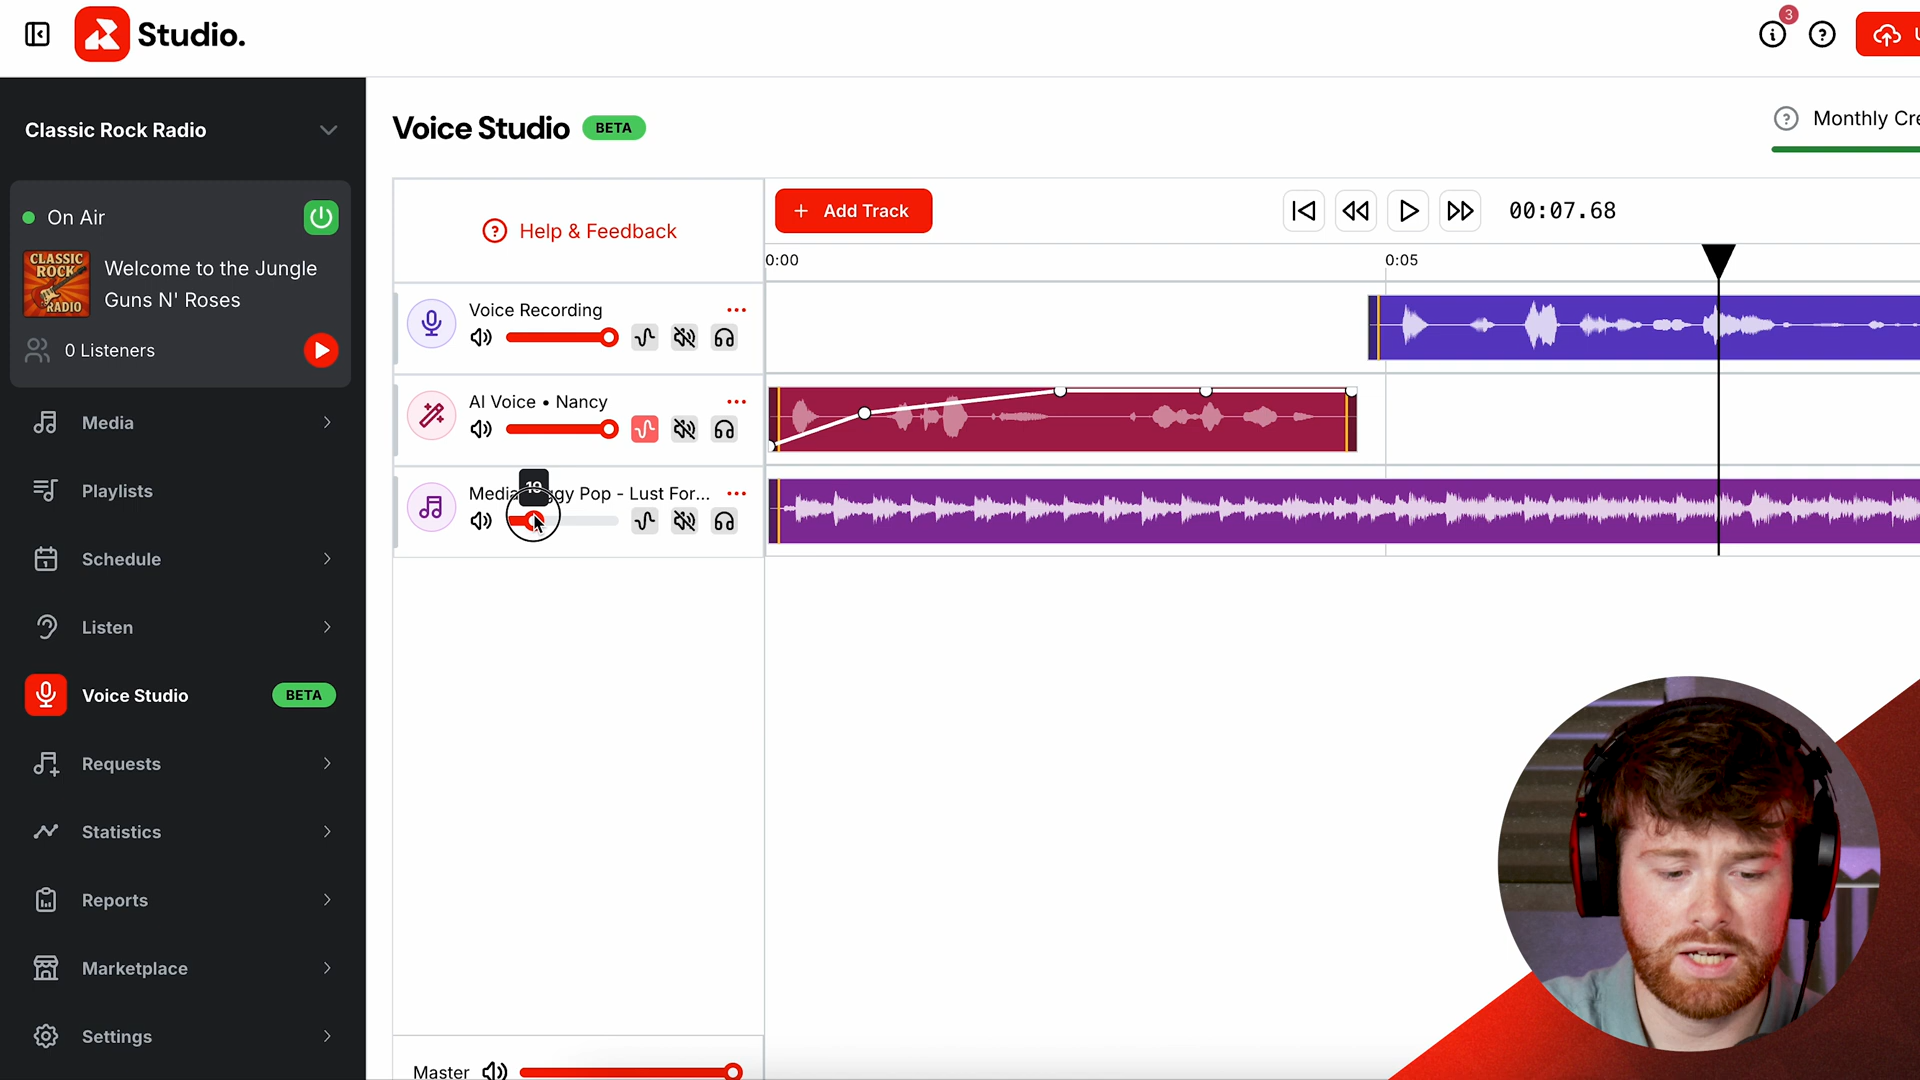 Studio.
3
Classic Rock Radio
On Air
CLASSIC
ROCK
RADIO
Welcome to the Jungle
Guns N' Roses
0 Listeners
Media
Playlists
Schedule
Listen
Voice Studio
BETA
Requests
Statistics
Reports
Marketplace
Settings
Voice Studio
BETA
Monthly Cre
Help & Feedback
+ Add Track
00:07.68
0:00
0:05
Voice Recording
AI Voice • Nancy
Media gy Pop - Lust For...
19
Master